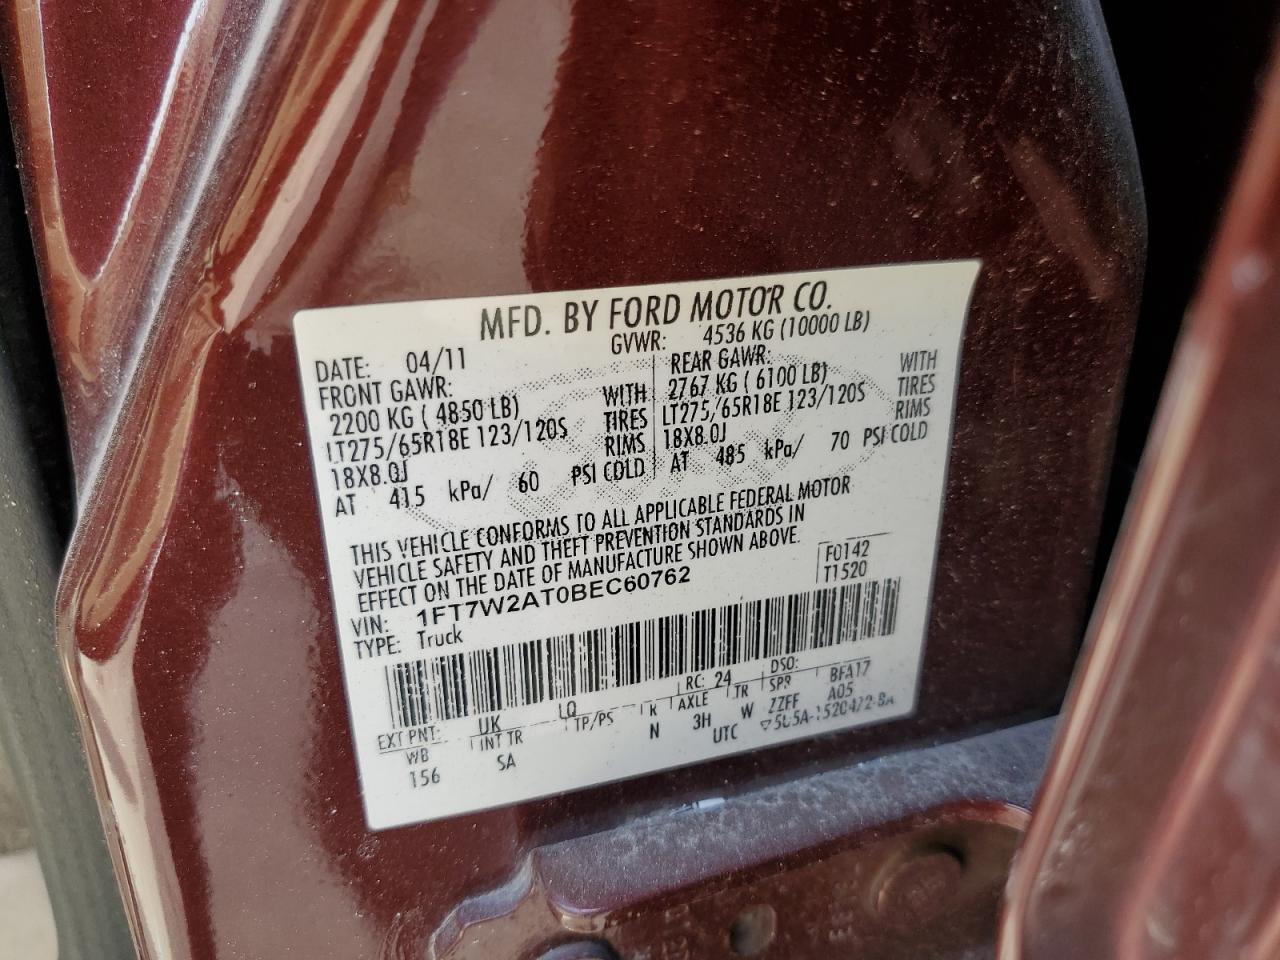 MFD. BY FORD MOTOR CO.
DATE: 04/11 GVWR: 4536 KG (10000 LB)
FRONT GAWR: REAR GAWR:
2200 KG ( 4850 LB) WITH 2767 KG ( 6100 LB) WITH
LT275/65R18E 123/120S TIRES LT275/65R18E 123/120S TIRES
18X8.0J RIMS 18X8.0J RIMS
AT 415 kPa/ 60 PSI COLD AT 485 kPa/ 70 PSI COLD
THIS VEHICLE CONFORMS TO ALL APPLICABLE FEDERAL MOTOR
VEHICLE SAFETY AND THEFT PREVENTION STANDARDS IN
EFFECT ON THE DATE OF MANUFACTURE SHOWN ABOVE.
VIN: 1FT7W2AT0BEC60762 F0142
TYPE: Truck T1520
EXT PNT: UK LQ RC: 24 DSO: BFA17
WB INT TR TP/PS R AXLE TR SPR A05
156 SA N 3H W ZZFF
UTC